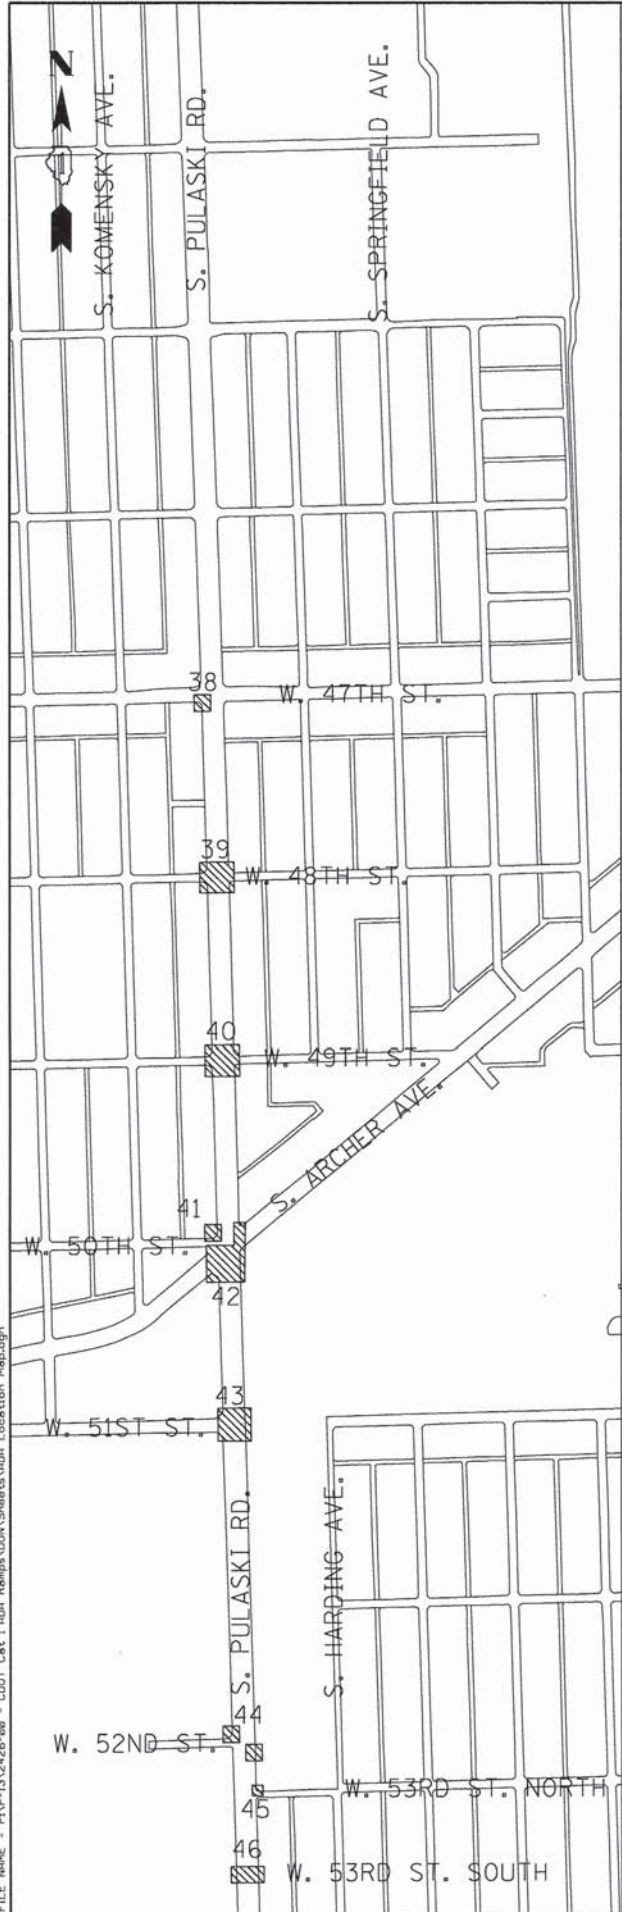 N
S. KOMENSKY AVE.
S. PULASKI RD.
S. SPRINGFIELD AVE.
38
W. 47TH ST.
39
W. 48TH ST.
40
W. 49TH ST.
S. ARCHER AVE.
41
W. 50TH ST.
42
43
W. 51ST ST.
S. PULASKI RD.
S. HARDING AVE.
44
W. 52ND ST.
W. 53RD ST. NORTH
45
46
W. 53RD ST. SOUTH
FILE NAME =